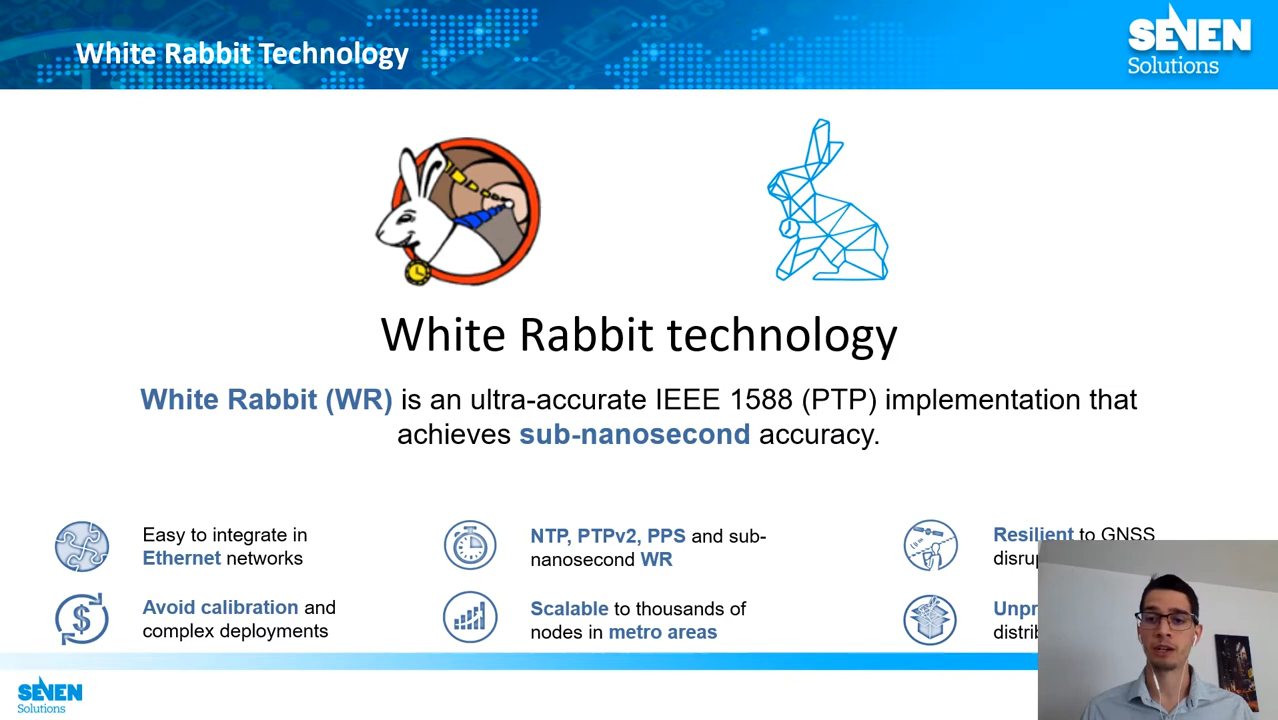 White Rabbit Technology
SEVEN
Solutions
White Rabbit technology
White Rabbit (WR) is an ultra-accurate IEEE 1588 (PTP) implementation that
achieves sub-nanosecond accuracy.
Easy to integrate in
Ethernet networks
NTP, PTPv2, PPS and sub-
nanosecond WR
Resilient to GNSS
Avoid calibration and
complex deployments
Scalable to thousands of
nodes in metro areas
SEVEN
Solutions